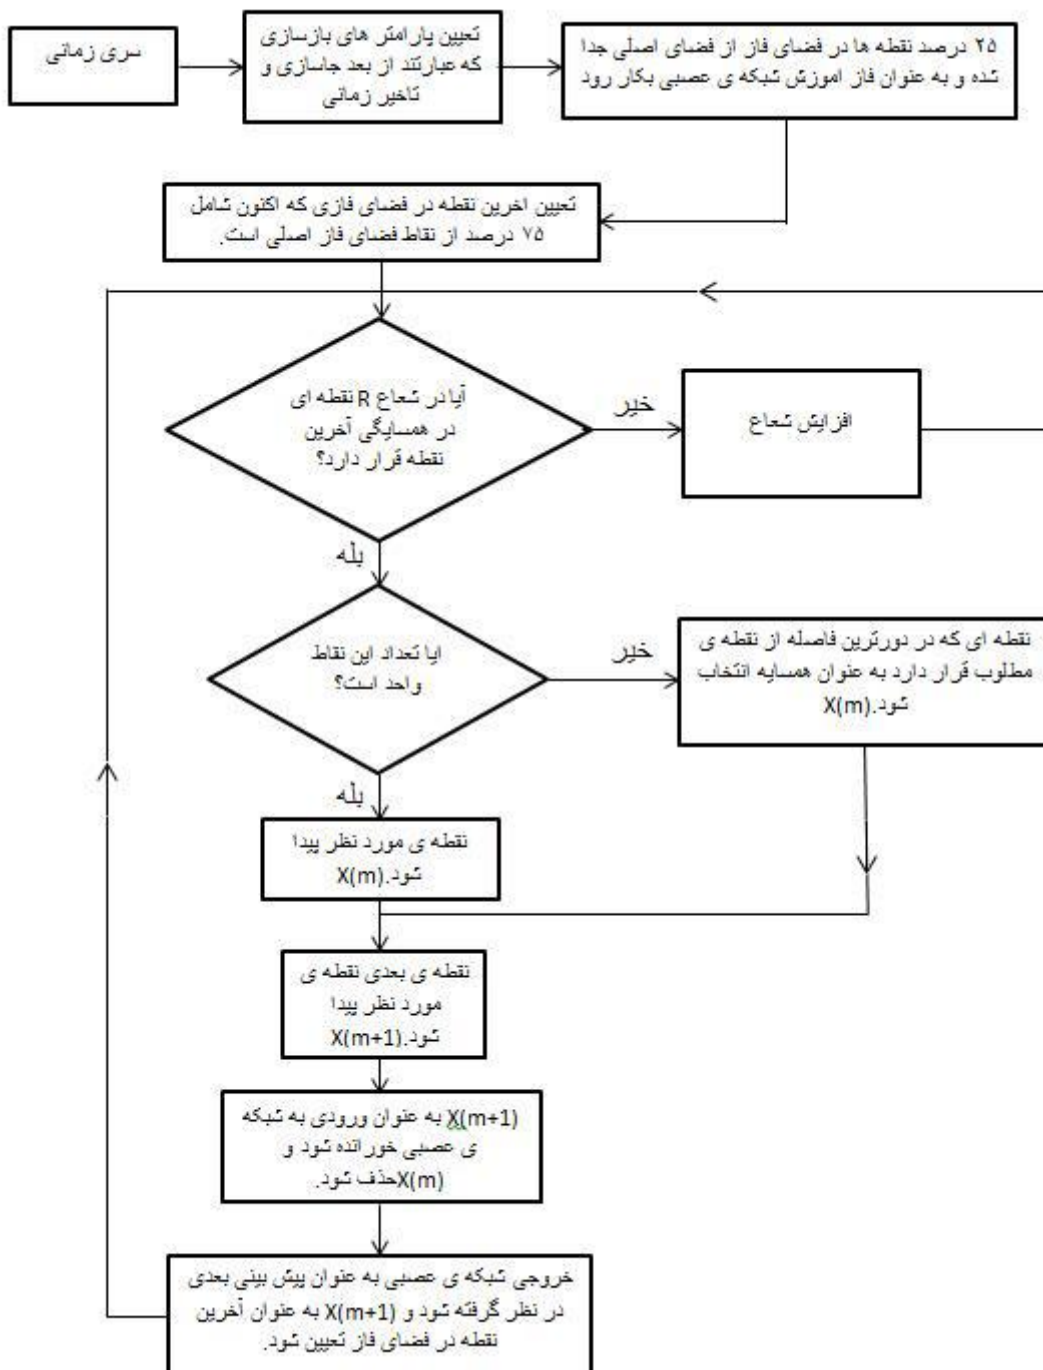 سری زمانی
تعیین پارامتر های بازسازی
که عبارتند از بعد جاسازی و
تاخیر زمانی
۲۵ درصد نقطه ها در فضای فاز از فضای اصلی جدا
شده و به عنوان فاز اموزش شبکه ی عصبی بکار رود
تعیین اخرین نقطه در فضای فازی که اکنون شامل
۷۵ درصد از نقاط فضای فاز اصلی است.
آیا در شعاع R نقطه ای
در همسایگی آخرین
نقطه قرار دارد؟
خیر
افزایش شعاع
بله
ایا تعداد این نقاط
واحد است؟
خیر
نقطه ای که در دورترین فاصله از نقطه ی
مطلوب قرار دارد به عنوان همسایه انتخاب
شود.X(m)
بله
نقطه ی مورد نظر پیدا
شود.X(m)
نقطه ی بعدی نقطه ی
مورد نظر پیدا
شود.X(m+1)
X(m+1) به عنوان ورودی به شبکه
ی عصبی خورانده شود و
X(m)حذف شود.
خروجی شبکه ی عصبی به عنوان پیش بینی بعدی
در نظر گرفته شود و X(m+1) به عنوان آخرین
نقطه در فضای فاز تعیین شود.